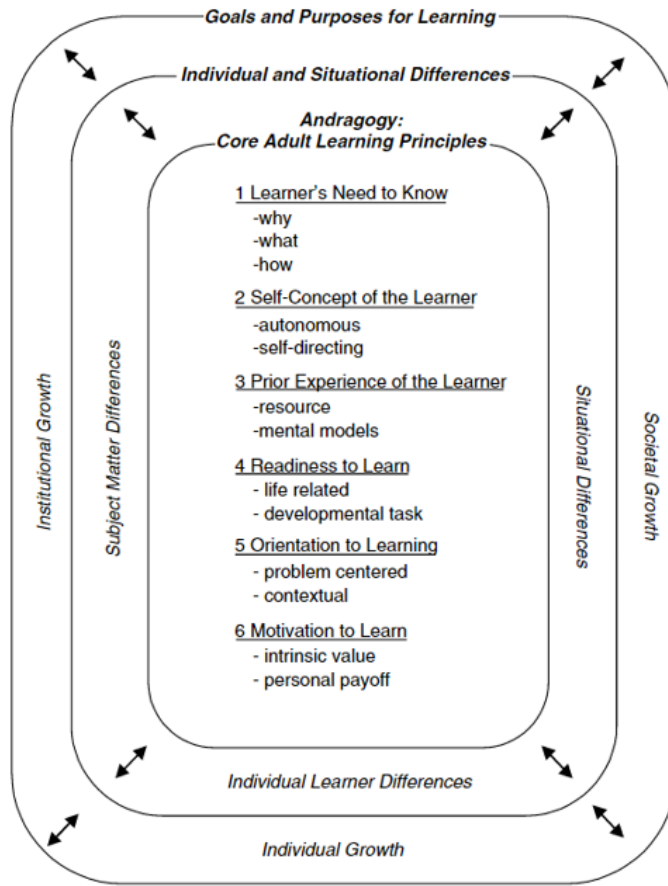 Goals and Purposes for Learning
Individual and Situational Differences
Andragogy:
Core Adult Learning Principles
1 Learner's Need to Know
-why
-what
-how
2 Self-Concept of the Learner
-autonomous
-self-directing
3 Prior Experience of the Learner
-resource
-mental models
4 Readiness to Learn
- life related
- developmental task
5 Orientation to Learning
- problem centered
- contextual
6 Motivation to Learn
- intrinsic value
- personal payoff
Institutional Growth
Subject Matter Differences
Situational Differences
Societal Growth
Individual Learner Differences
Individual Growth